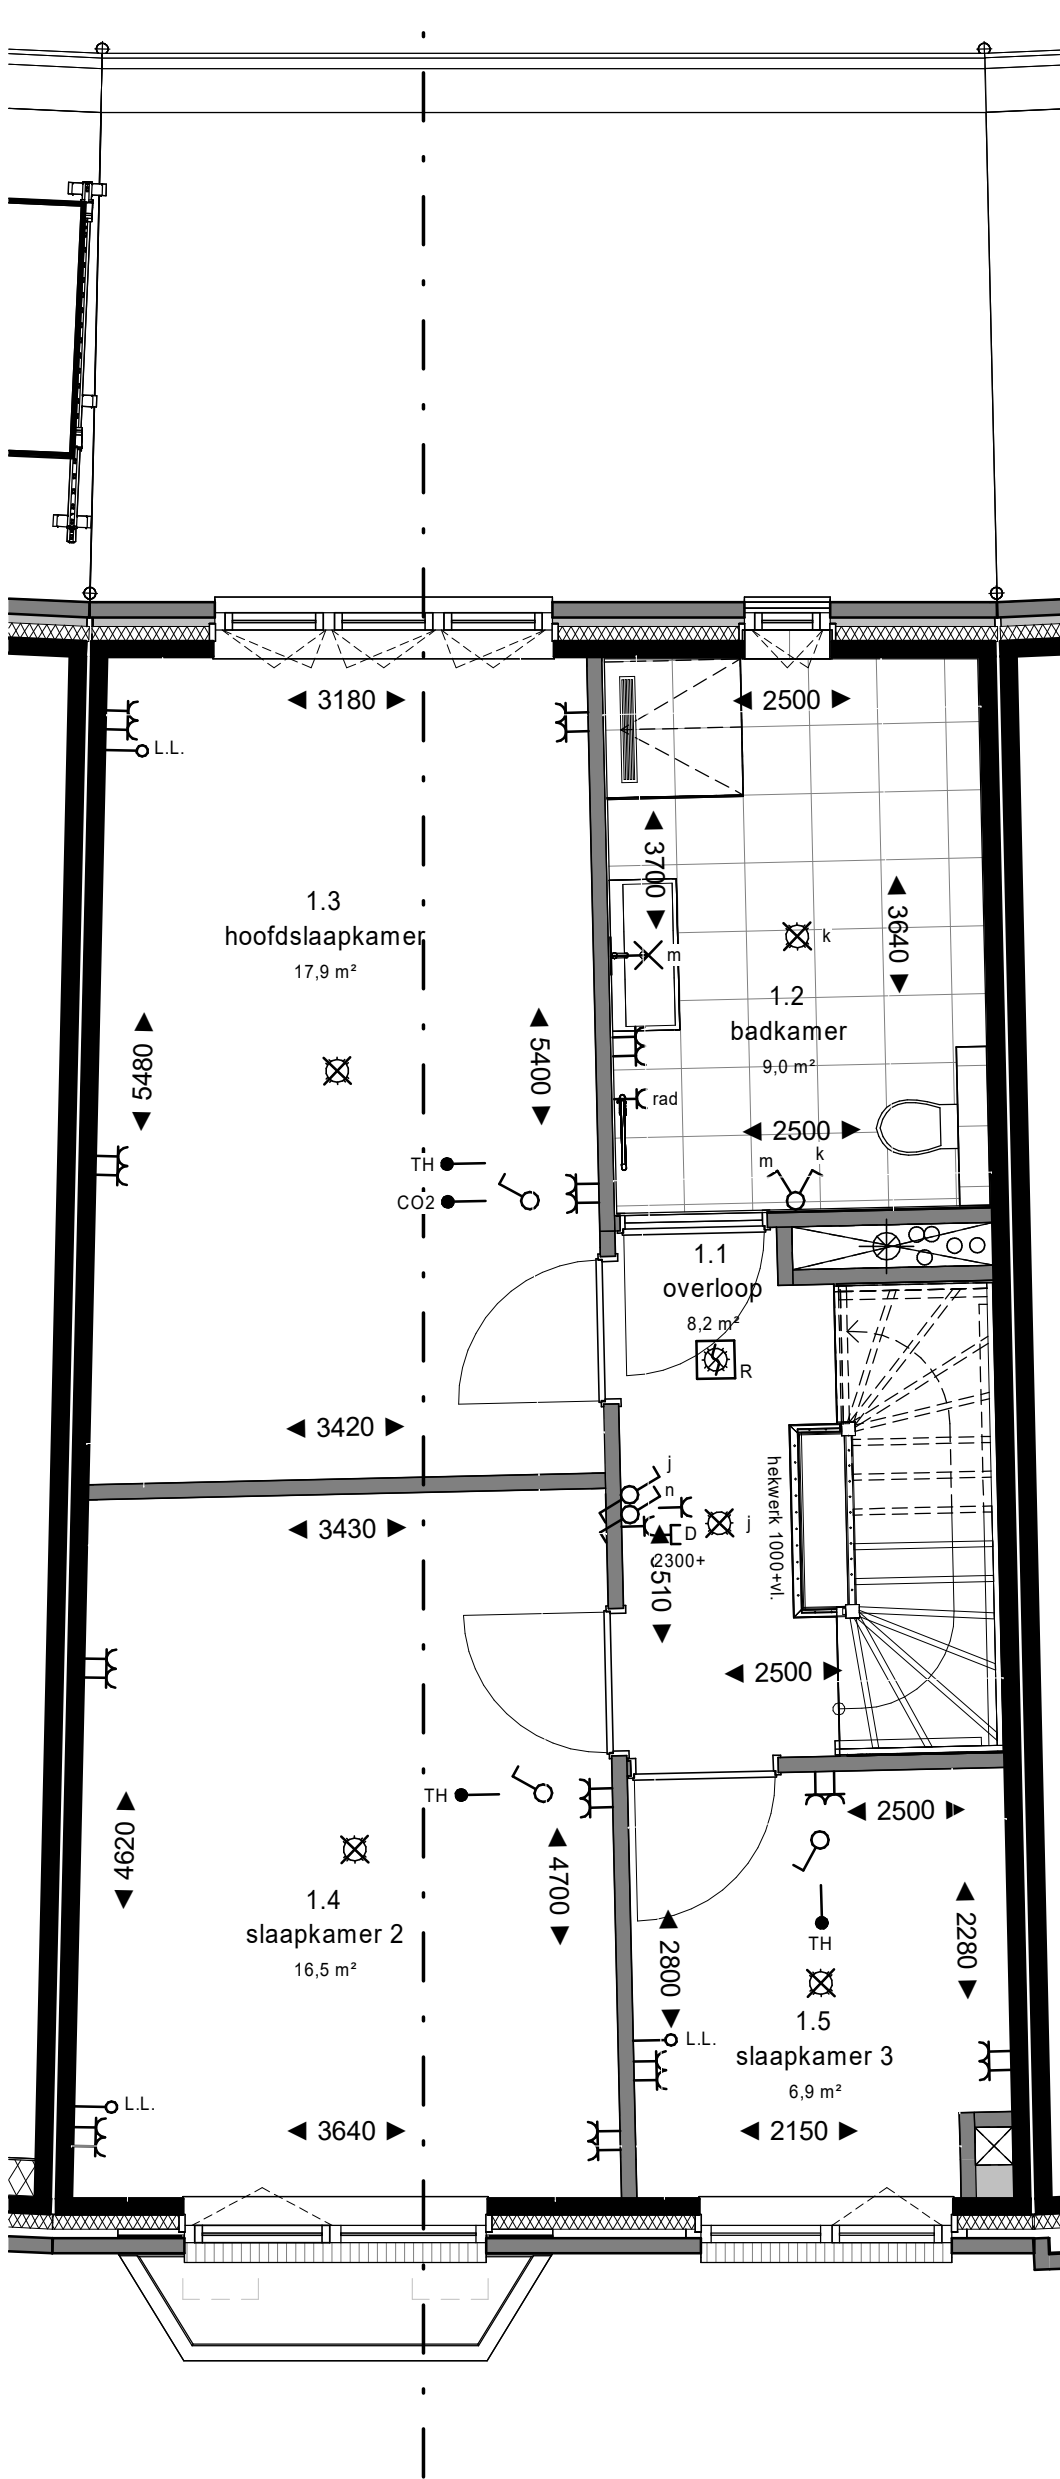 3180
2500
L.L.
3700
3640
1.3
hoofdslaapkamer
17,9 m²
k
m
1.2
badkamer
9,0 m²
5480
5400
rad
2500
m
k
TH
CO2
1.1
overloop
8,2 m²
R
3420
j
n
D
j
2300+
hekwerk 1000+vl.
3430
2500
TH
2500
4620
4700
1.4
slaapkamer 2
16,5 m²
2280
TH
2800
1.5
slaapkamer 3
6,9 m²
L.L.
L.L.
3640
2150